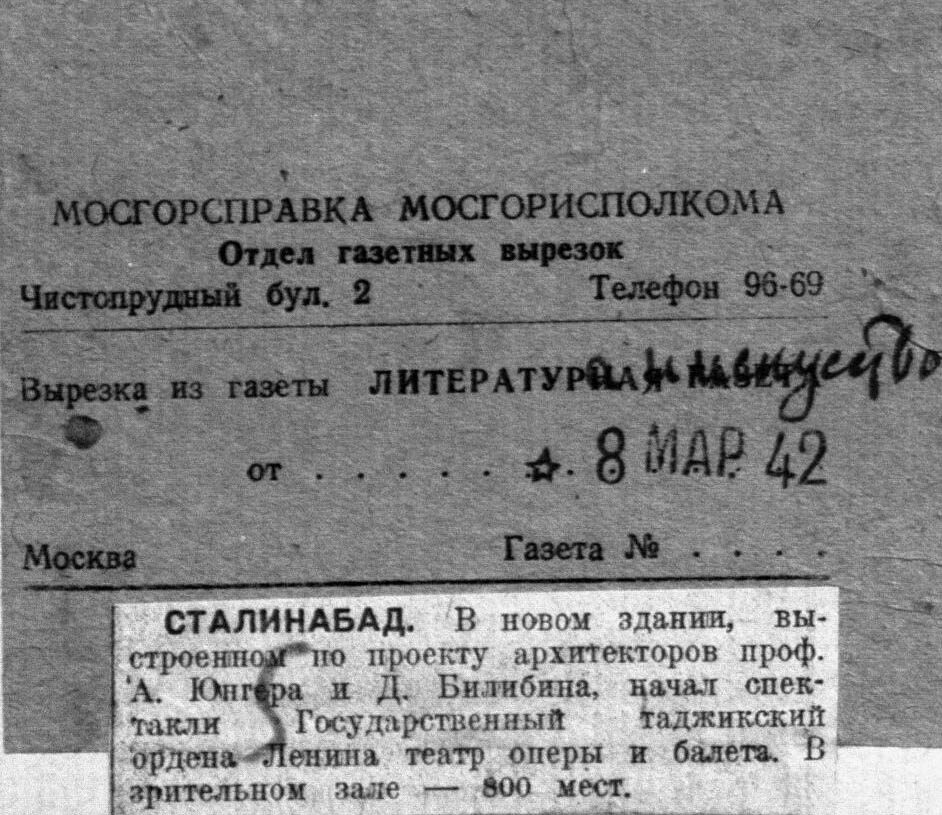 МОСГОРСПРАВКА МОСГОРИСПОЛКОМА
Отдел газетных вырезок
Чистопрудный бул. 2 Телефон 96-69
Вырезка из газеты ЛИТЕРАТУРНАЯ ГАЗЕТА и искусство
от . . . . . ☆. 8 МАР. 42
Москва Газета № . . . .
СТАЛИНАБАД. В новом здании, вы-
строенном по проекту архитекторов проф.
А. Юнгера и Д. Билибина, начал спек-
такли Государственный таджикский
ордена Ленина театр оперы и балета. В
зрительном зале — 800 мест.